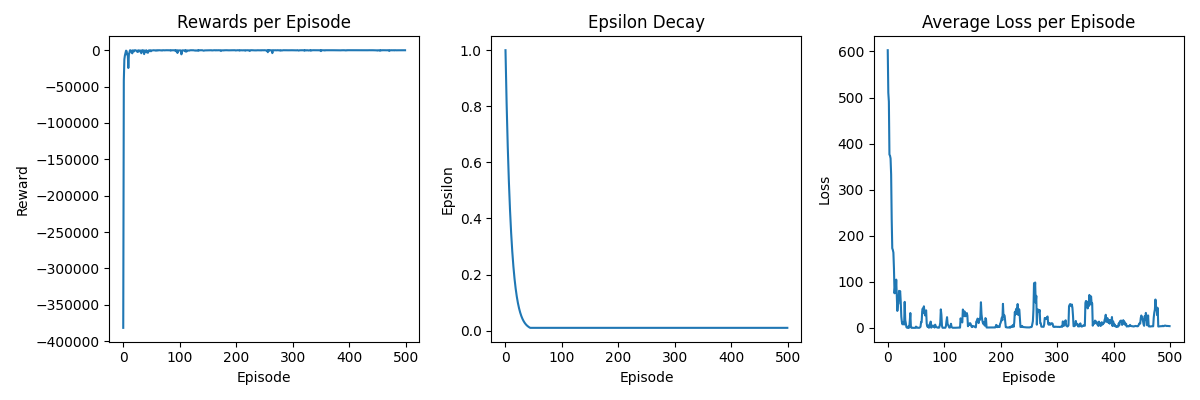 Rewards per Episode
0
−50000
−100000
−150000
−200000
−250000
−300000
−350000
−400000
Reward
0 100 200 300 400 500
Episode
Epsilon Decay
1.0
0.8
0.6
0.4
0.2
0.0
Epsilon
0 100 200 300 400 500
Episode
Average Loss per Episode
600
500
400
300
200
100
0
Loss
0 100 200 300 400 500
Episode